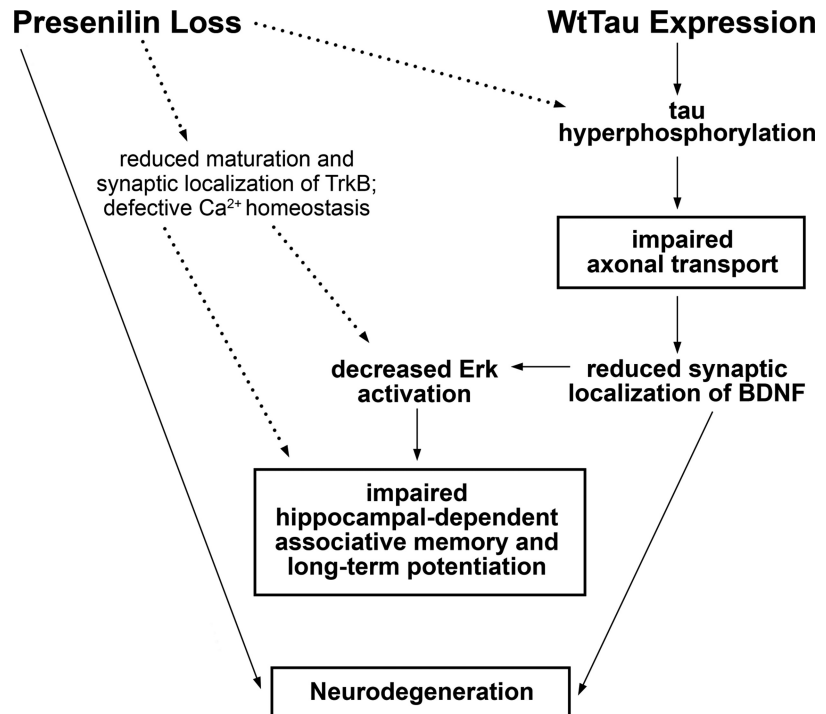 Presenilin Loss
WtTau Expression
tau
hyperphosphorylation
reduced maturation and
synaptic localization of TrkB;
defective Ca²⁺ homeostasis
impaired
axonal transport
decreased Erk
activation
reduced synaptic
localization of BDNF
impaired
hippocampal-dependent
associative memory and
long-term potentiation
Neurodegeneration